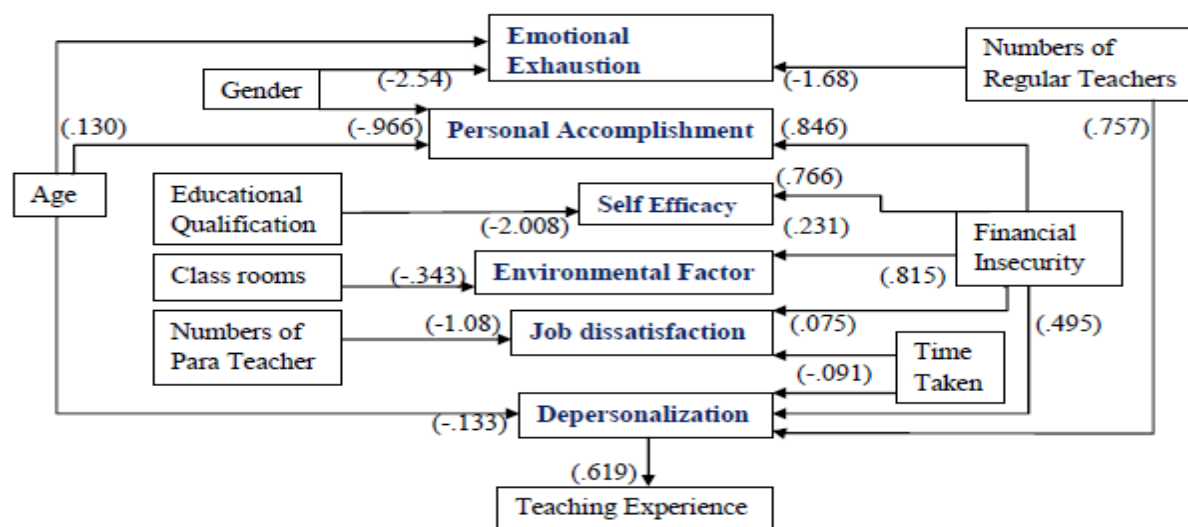 Emotional
Exhaustion
Numbers of
Regular Teachers
(-2.54)
(-1.68)
Gender
(.130)
(-.966)
Personal Accomplishment
(.846)
(.757)
Age
Educational
Qualification
(-2.008)
Self Efficacy
(.766)
(.231)
Financial
Insecurity
Class rooms
(-.343)
Environmental Factor
(.815)
Numbers of
Para Teacher
(-1.08)
Job dissatisfaction
(.075)
(.495)
Time
Taken
(-.091)
(-.133)
Depersonalization
(.619)
Teaching Experience